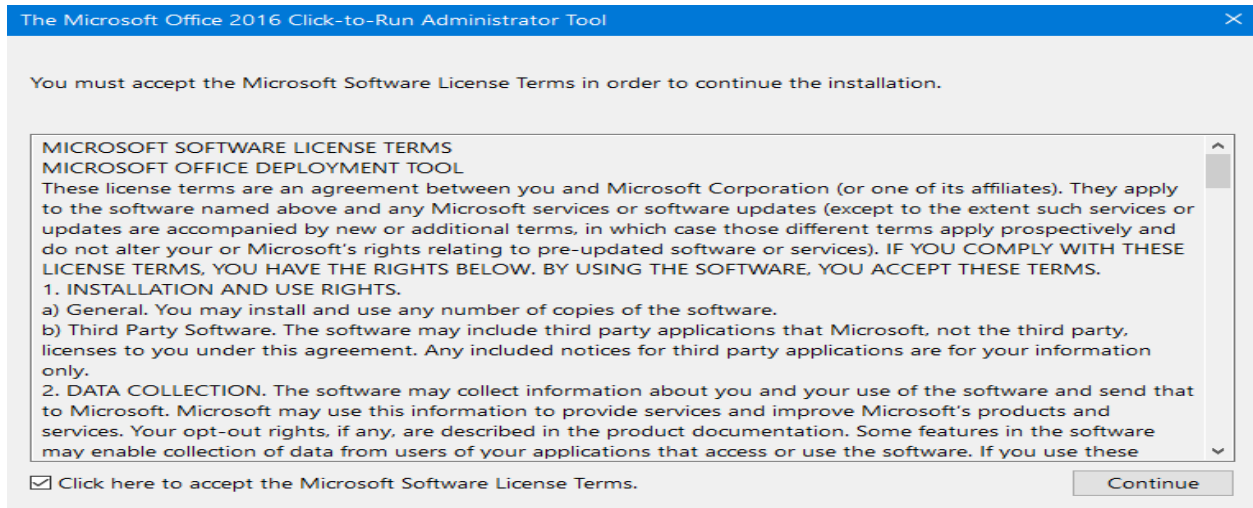 The Microsoft Office 2016 Click-to-Run Administrator Tool
You must accept the Microsoft Software License Terms in order to continue the installation.
MICROSOFT SOFTWARE LICENSE TERMS
MICROSOFT OFFICE DEPLOYMENT TOOL
These license terms are an agreement between you and Microsoft Corporation (or one of its affiliates). They apply
to the software named above and any Microsoft services or software updates (except to the extent such services or
updates are accompanied by new or additional terms, in which case those different terms apply prospectively and
do not alter your or Microsoft's rights relating to pre-updated software or services). IF YOU COMPLY WITH THESE
LICENSE TERMS, YOU HAVE THE RIGHTS BELOW. BY USING THE SOFTWARE, YOU ACCEPT THESE TERMS.
1. INSTALLATION AND USE RIGHTS.
a) General. You may install and use any number of copies of the software.
b) Third Party Software. The software may include third party applications that Microsoft, not the third party,
licenses to you under this agreement. Any included notices for third party applications are for your information
only.
2. DATA COLLECTION. The software may collect information about you and your use of the software and send that
to Microsoft. Microsoft may use this information to provide services and improve Microsoft's products and
services. Your opt-out rights, if any, are described in the product documentation. Some features in the software
may enable collection of data from users of your applications that access or use the software. If you use these
Click here to accept the Microsoft Software License Terms.
Continue